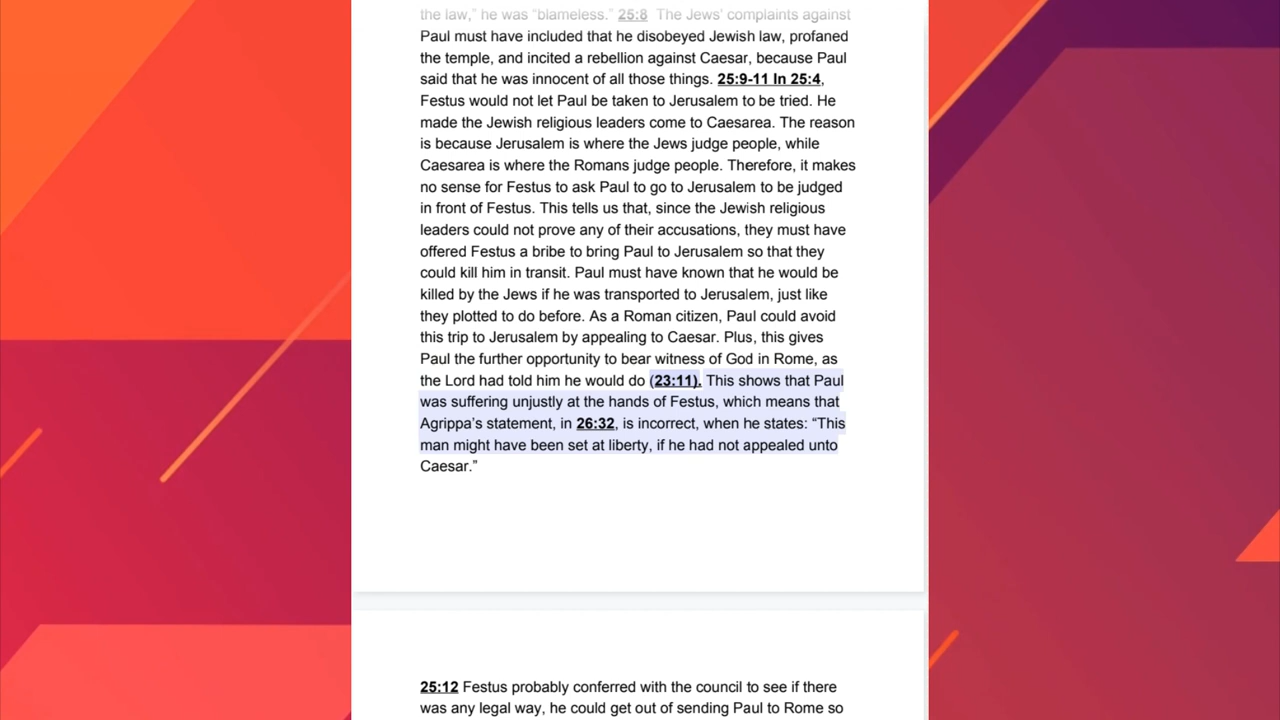 the law,” he was “blameless.” 25:8  The Jews' complaints against
Paul must have included that he disobeyed Jewish law, profaned
the temple, and incited a rebellion against Caesar, because Paul
said that he was innocent of all those things. 25:9-11 In 25:4,
Festus would not let Paul be taken to Jerusalem to be tried. He
made the Jewish religious leaders come to Caesarea. The reason
is because Jerusalem is where the Jews judge people, while
Caesarea is where the Romans judge people. Therefore, it makes
no sense for Festus to ask Paul to go to Jerusalem to be judged
in front of Festus. This tells us that, since the Jewish religious
leaders could not prove any of their accusations, they must have
offered Festus a bribe to bring Paul to Jerusalem so that they
could kill him in transit. Paul must have known that he would be
killed by the Jews if he was transported to Jerusalem, just like
they plotted to do before. As a Roman citizen, Paul could avoid
this trip to Jerusalem by appealing to Caesar. Plus, this gives
Paul the further opportunity to bear witness of God in Rome, as
the Lord had told him he would do (23:11). This shows that Paul
was suffering unjustly at the hands of Festus, which means that
Agrippa’s statement, in 26:32, is incorrect, when he states: “This
man might have been set at liberty, if he had not appealed unto
Caesar.”
25:12 Festus probably conferred with the council to see if there
was any legal way, he could get out of sending Paul to Rome so